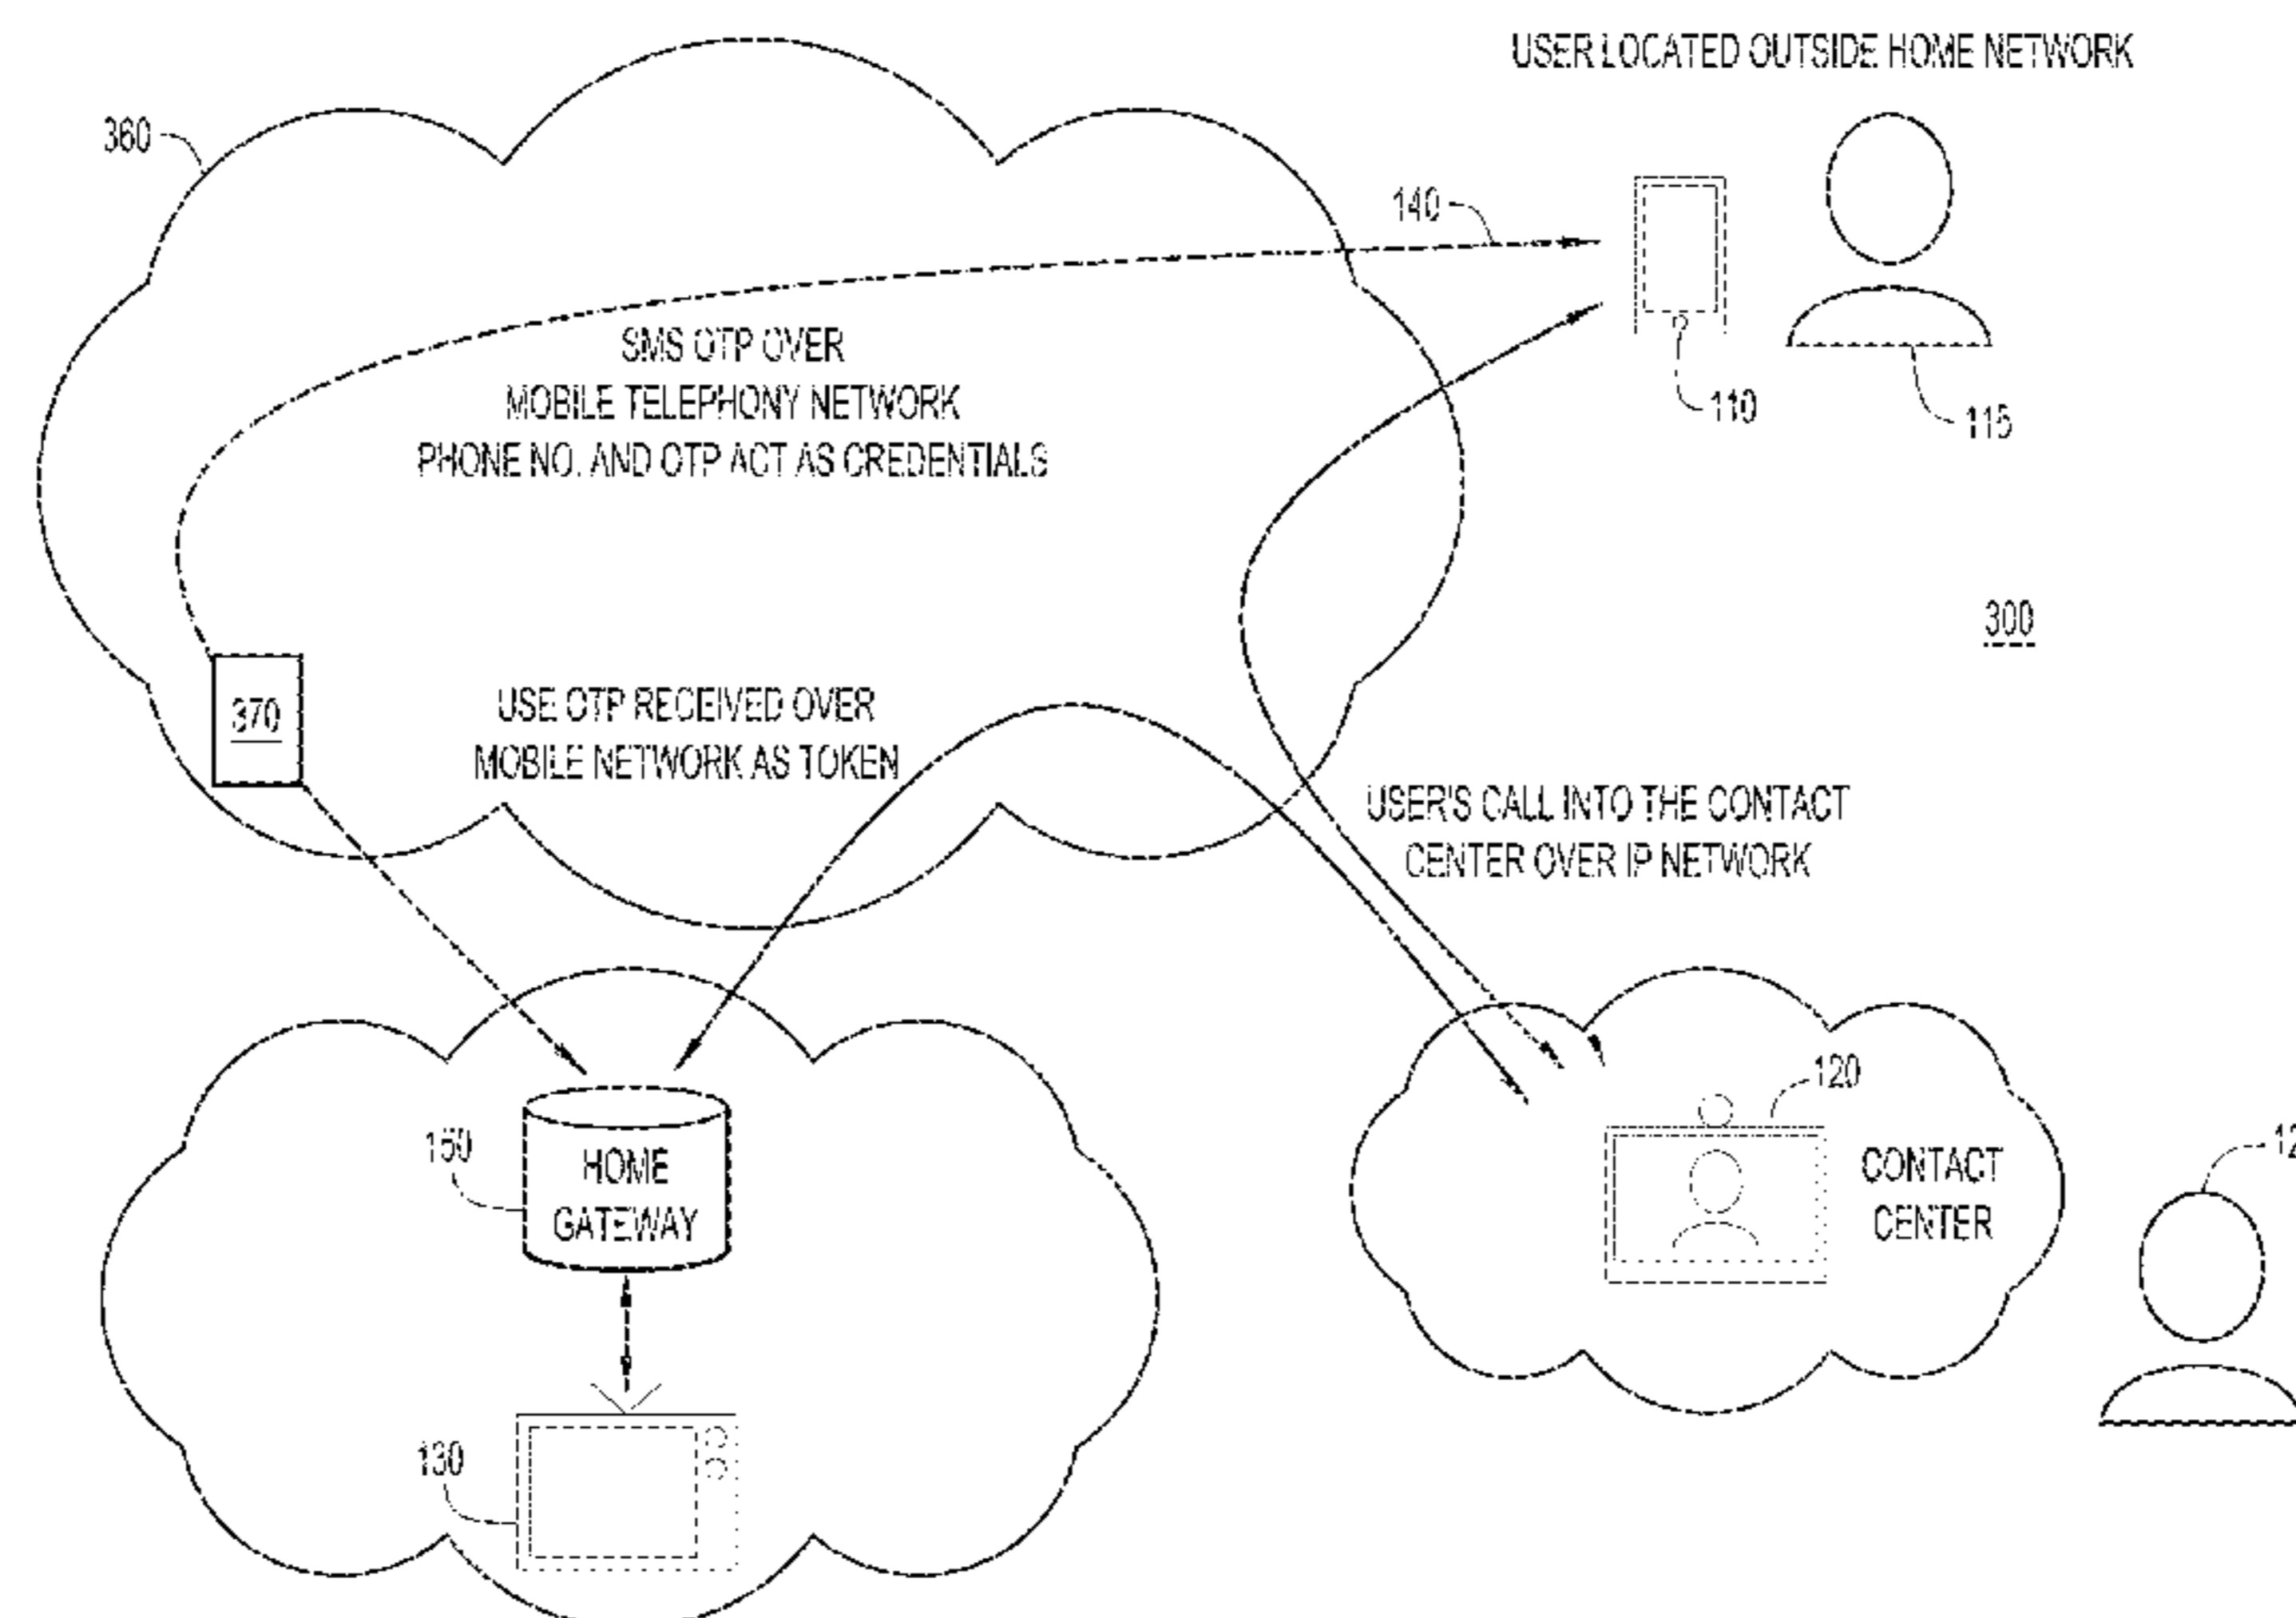 USER LOCATED OUTSIDE HOME NETWORK
360
140
SMS OTP OVER
MOBILE TELEPHONY NETWORK
PHONE NO. AND OTP ACT AS CREDENTIALS
110
115
300
370
USE OTP RECEIVED OVER
MOBILE NETWORK AS TOKEN
USER'S CALL INTO THE CONTACT
CENTER OVER IP NETWORK
120
150
HOME
GATEWAY
CONTACT
CENTER
130